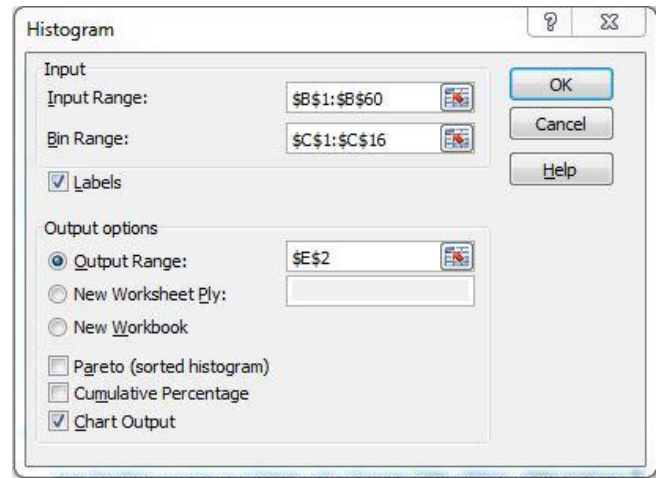 Histogram
Input
Input Range: $B$1:$B$60
Bin Range: $C$1:$C$16
Labels
Output options
Output Range: $E$2
New Worksheet Ply:
New Workbook
Pareto (sorted histogram)
Cumulative Percentage
Chart Output
OK
Cancel
Help